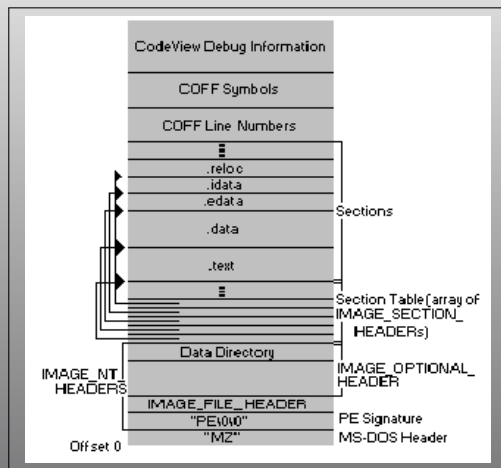 CodeView Debug Information
COFF Symbols
COFF Line Numbers
.reloc
.idata
.edata
.data
.text
Sections
Section Table (array of
IMAGE_SECTION_
HEADERs)
Data Directory
IMAGE_NT_
HEADERS
IMAGE_OPTIONAL_
HEADER
IMAGE_FILE_HEADER
"PE\0\0"
PE Signature
"MZ"
MS-DOS Header
Offset 0